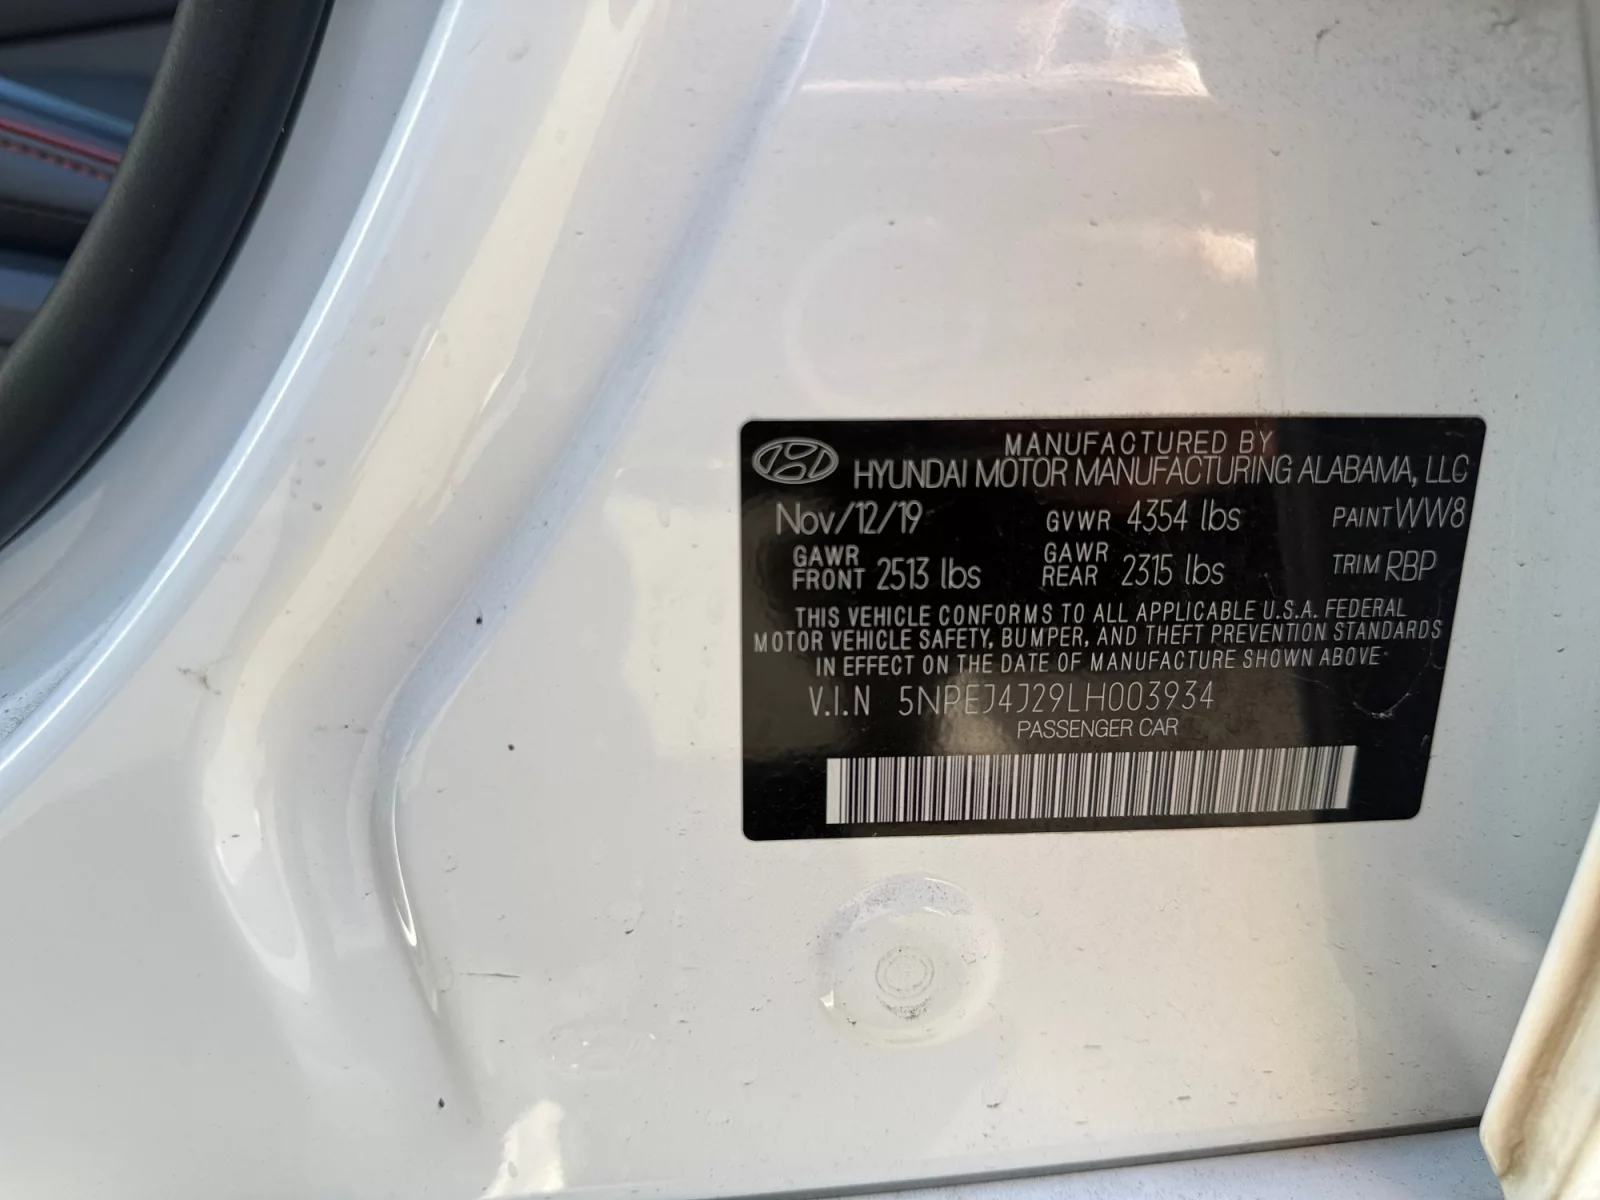 MANUFACTURED BY
HYUNDAI MOTOR MANUFACTURING ALABAMA, LLC
Nov/12/19 GVWR 4354 lbs PAINT WW8
GAWR FRONT 2513 lbs GAWR REAR 2315 lbs TRIM RBP
THIS VEHICLE CONFORMS TO ALL APPLICABLE U.S.A. FEDERAL
MOTOR VEHICLE SAFETY, BUMPER, AND THEFT PREVENTION STANDARDS
IN EFFECT ON THE DATE OF MANUFACTURE SHOWN ABOVE
V.I.N 5NPEJ4J29LH003934
PASSENGER CAR